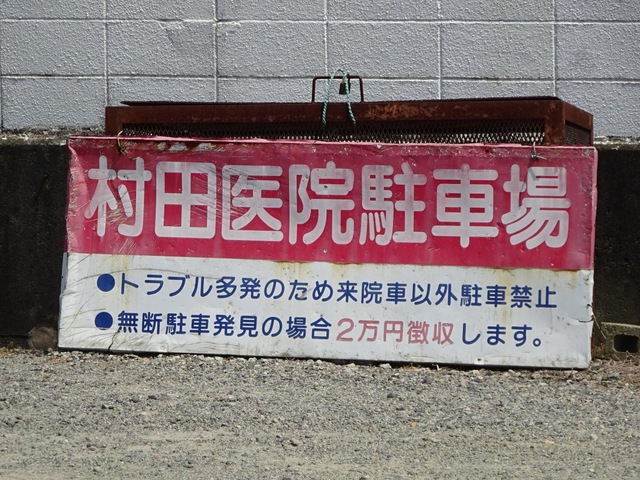 村田医院駐車場
●トラブル多発のため来院車以外駐車禁止
●無断駐車発見の場合2万円徴収します。